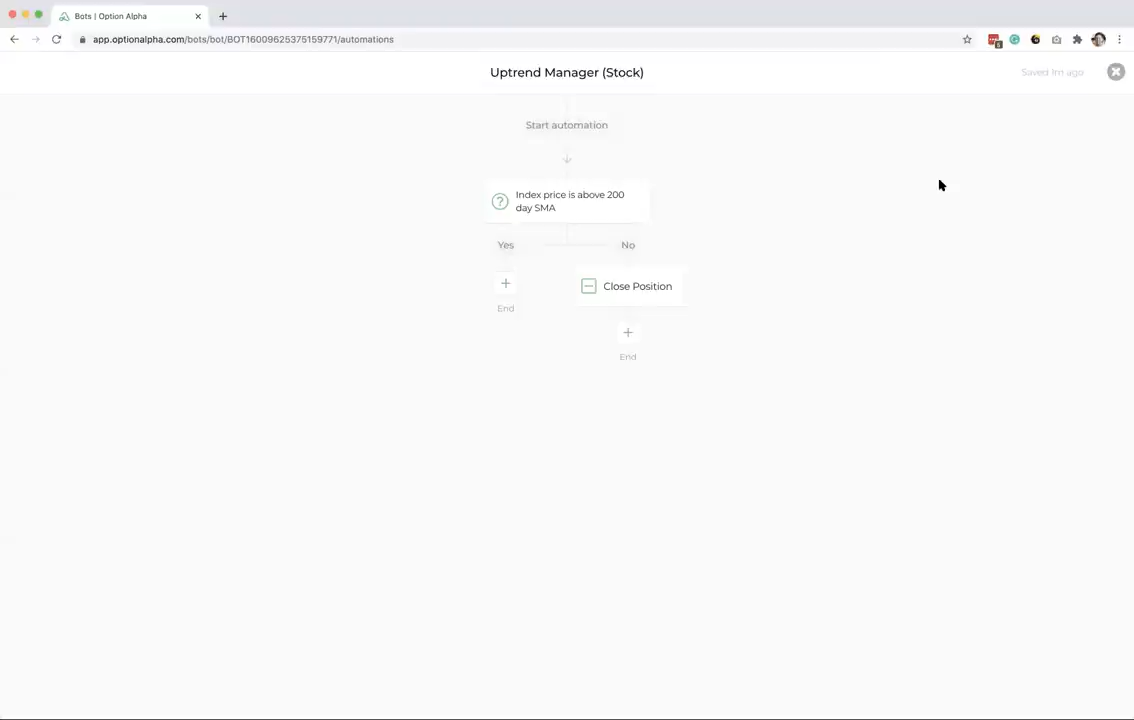 Bots | Option Alpha
app.optionalpha.com/bots/bot/BOT16009625375159771/automations
Uptrend Manager (Stock)
Saved 1m ago
Start automation
Index price is above 200
day SMA
Yes
No
Close Position
End
End